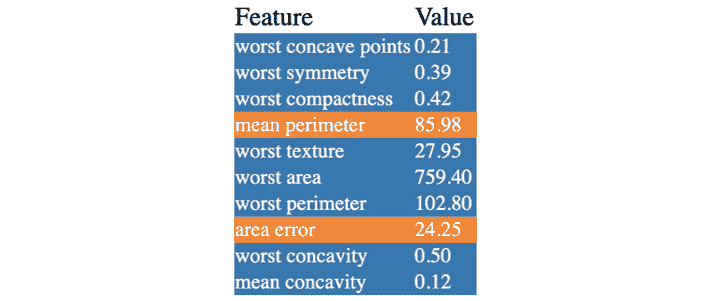 Feature Value
worst concave points 0.21
worst symmetry 0.39
worst compactness 0.42
mean perimeter 85.98
worst texture 27.95
worst area 759.40
worst perimeter 102.80
area error 24.25
worst concavity 0.50
mean concavity 0.12